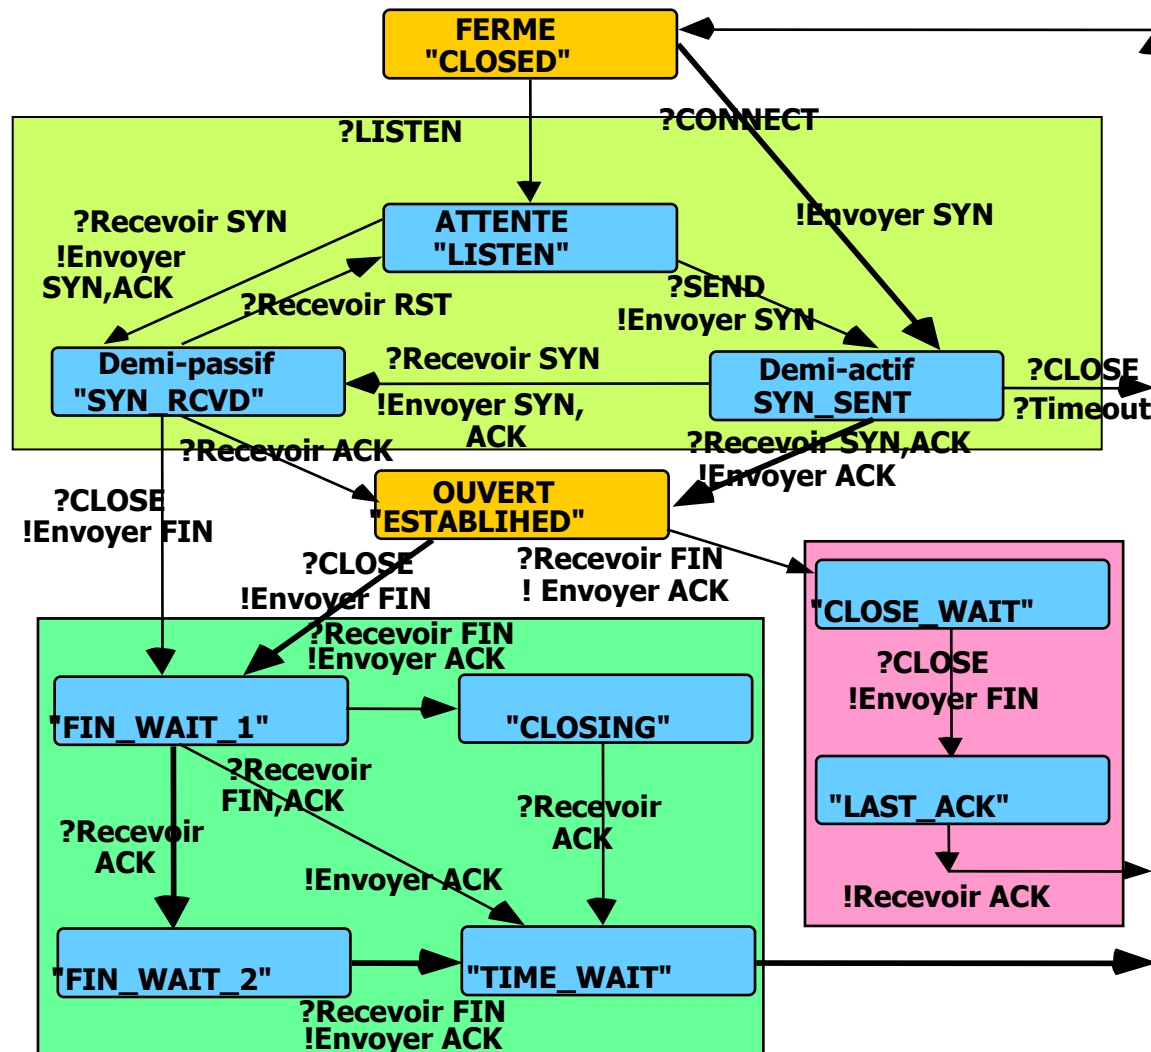 FERME
"CLOSED"
?LISTEN
?CONNECT
?Recevoir SYN
!Envoyer
SYN,ACK
ATTENTE
"LISTEN"
!Envoyer SYN
?Recevoir RST
?SEND
!Envoyer SYN
Demi-passif
"SYN_RCVD"
?Recevoir SYN
!Envoyer SYN,
ACK
Demi-actif
SYN_SENT
?CLOSE
?Timeout
?Recevoir ACK
?Recevoir SYN,ACK
!Envoyer ACK
?CLOSE
!Envoyer FIN
OUVERT
"ESTABLIHED"
?CLOSE
!Envoyer FIN
?Recevoir FIN
! Envoyer ACK
"CLOSE_WAIT"
?Recevoir FIN
!Envoyer ACK
?CLOSE
!Envoyer FIN
"FIN_WAIT_1"
"CLOSING"
?Recevoir
FIN,ACK
?Recevoir
ACK
"LAST_ACK"
?Recevoir
ACK
!Envoyer ACK
!Recevoir ACK
"FIN_WAIT_2"
"TIME_WAIT"
?Recevoir FIN
!Envoyer ACK